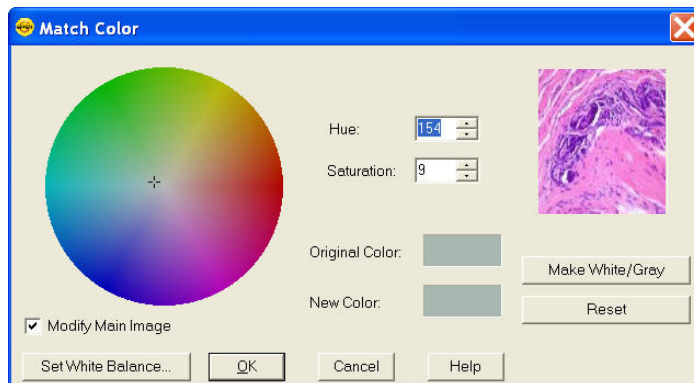 Match Color
Hue: 154
Saturation: 9
Original Color:
Make White/Gray
New Color:
Reset
Modify Main Image
Set White Balance... OK Cancel Help